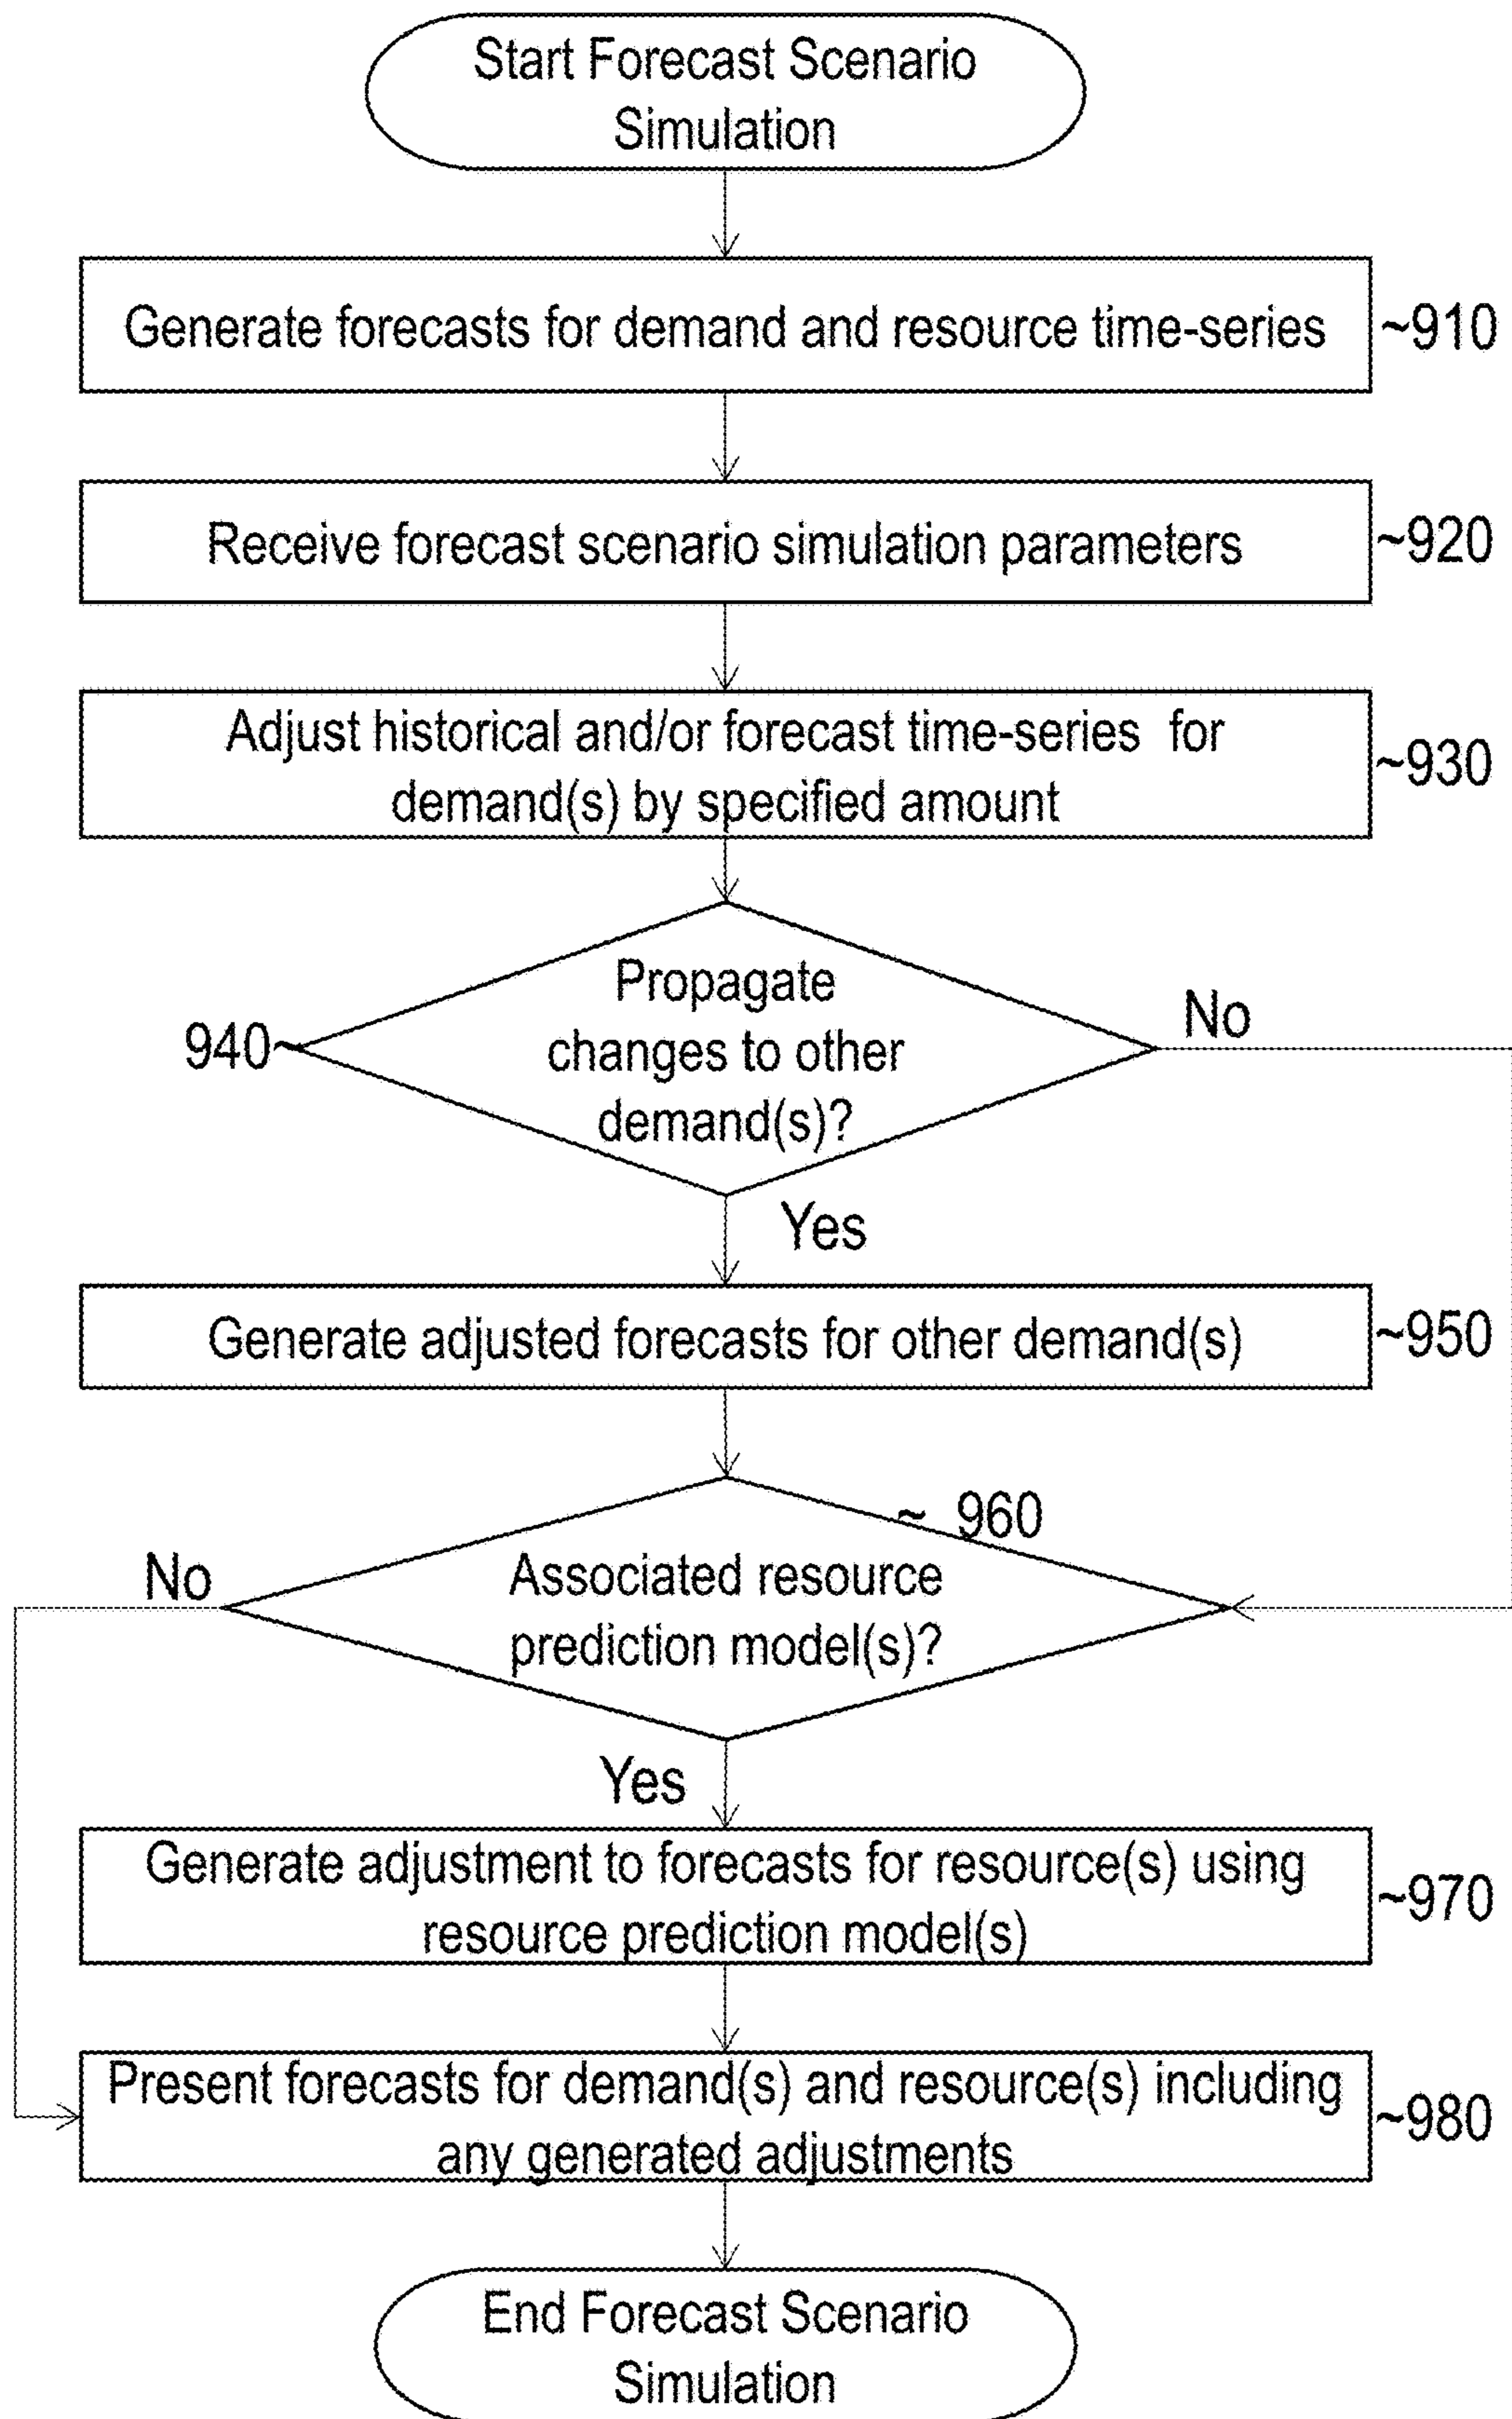 Start Forecast Scenario
Simulation
Generate forecasts for demand and resource time-series
~910
Receive forecast scenario simulation parameters
~920
Adjust historical and/or forecast time-series for
demand(s) by specified amount
~930
Propagate
changes to other
demand(s)?
940~
No
Yes
Generate adjusted forecasts for other demand(s)
~950
~ 960
Associated resource
prediction model(s)?
No
Yes
Generate adjustment to forecasts for resource(s) using
resource prediction model(s)
~970
Present forecasts for demand(s) and resource(s) including
any generated adjustments
~980
End Forecast Scenario
Simulation